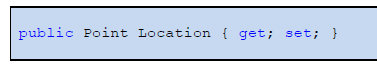 public Point Location { get; set; }